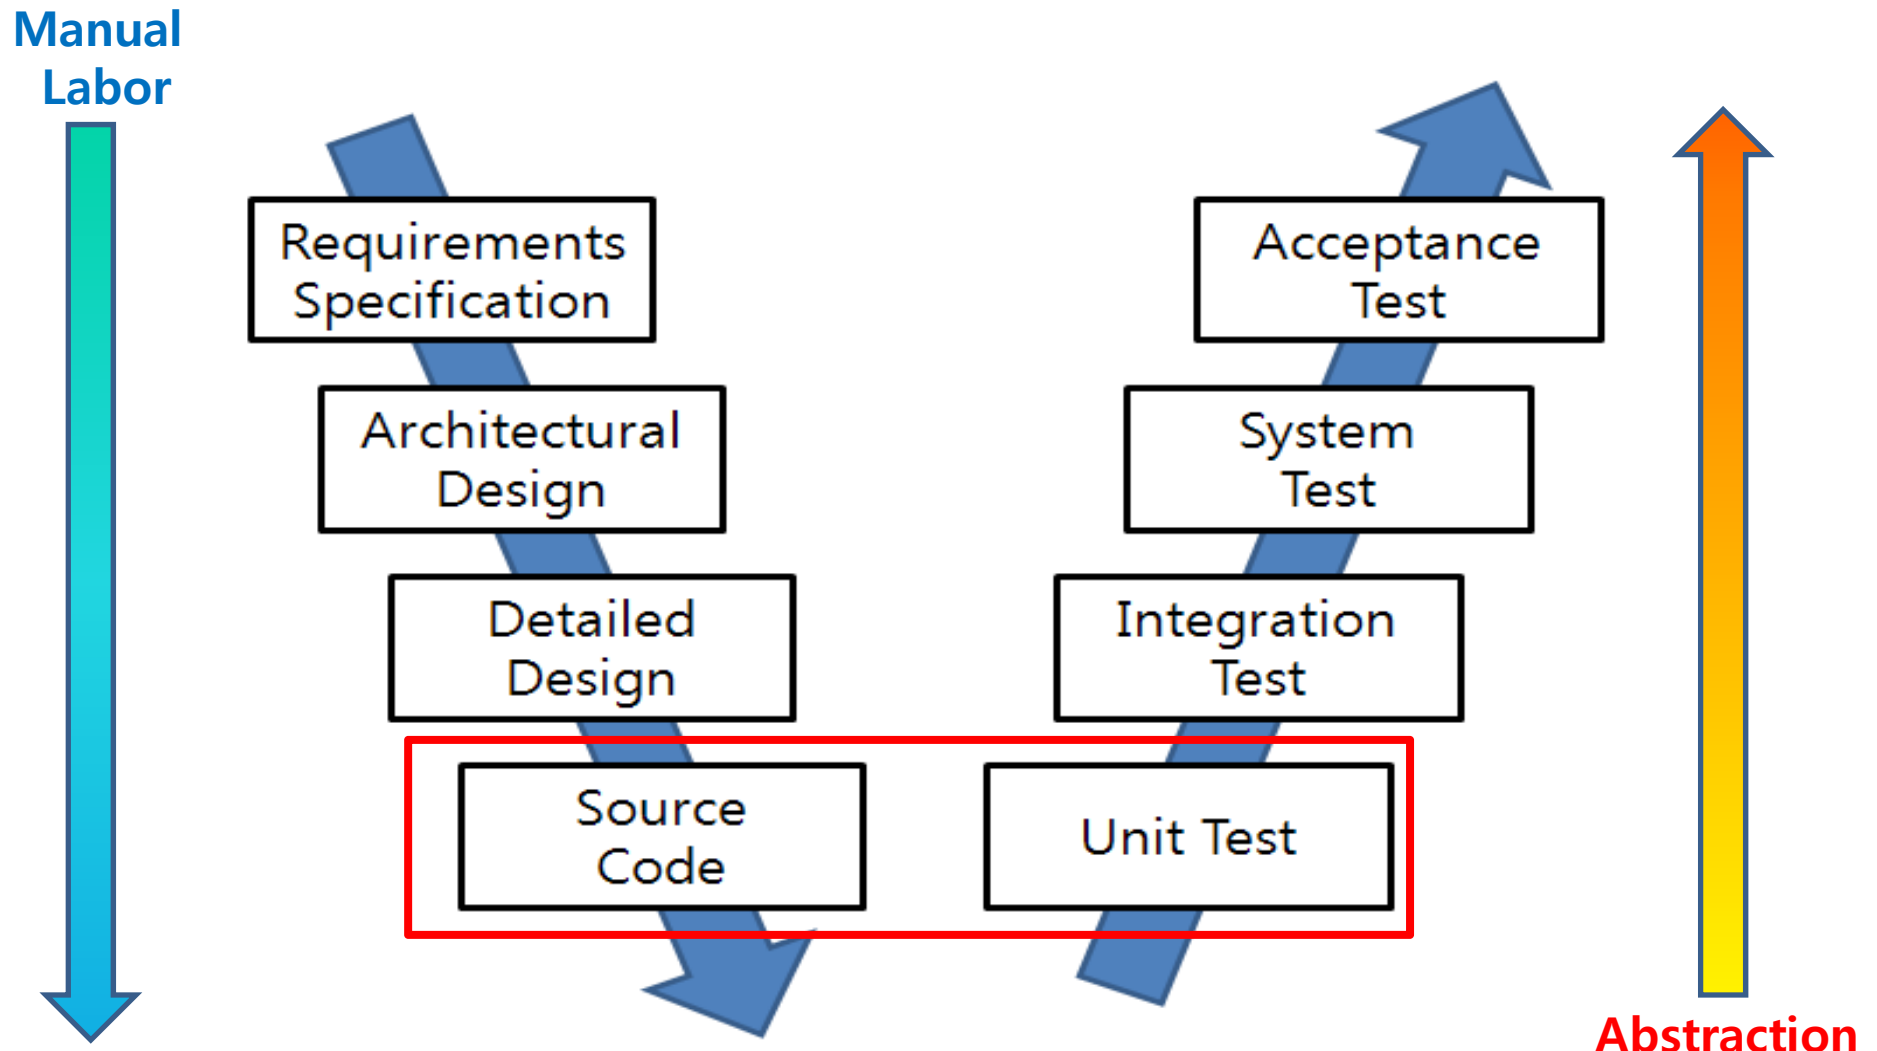 Manual
Labor
Requirements
Specification
Architectural
Design
Detailed
Design
Source
Code
Acceptance
Test
System
Test
Integration
Test
Unit Test
Abstraction